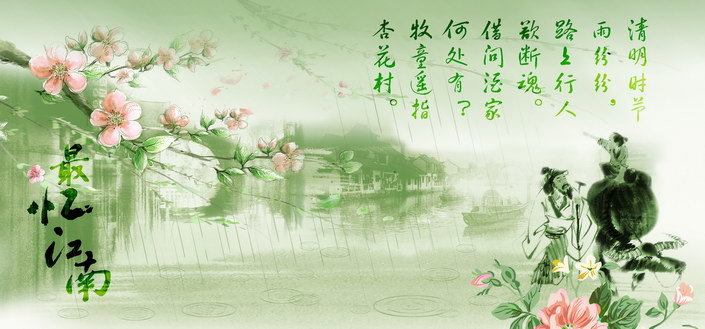 清明时节
雨纷纷，
路上行人
欲断魂。
借问酒家
何处有？
牧童遥指
杏花村。
最忆江南